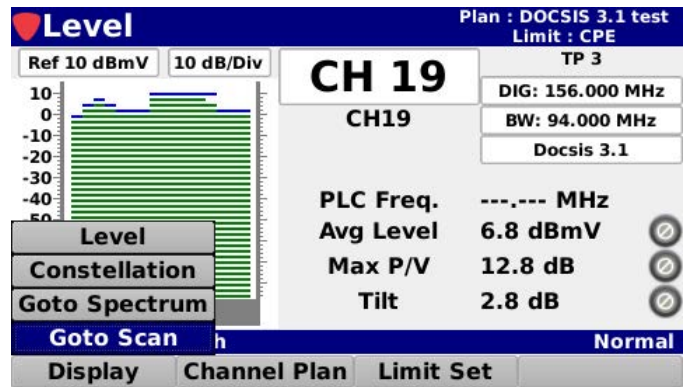 Level
Plan : DOCSIS 3.1 test
Limit : CPE
Ref 10 dBmV
10 dB/Div
CH 19
TP 3
DIG: 156.000 MHz
CH19
BW: 94.000 MHz
Docsis 3.1
10
0
-10
-20
-30
-40
-50
PLC Freq. ---.--- MHz
Avg Level 6.8 dBmV
Max P/V 12.8 dB
Tilt 2.8 dB
Level
Constellation
Goto Spectrum
Goto Scan
Normal
Display
Channel Plan
Limit Set